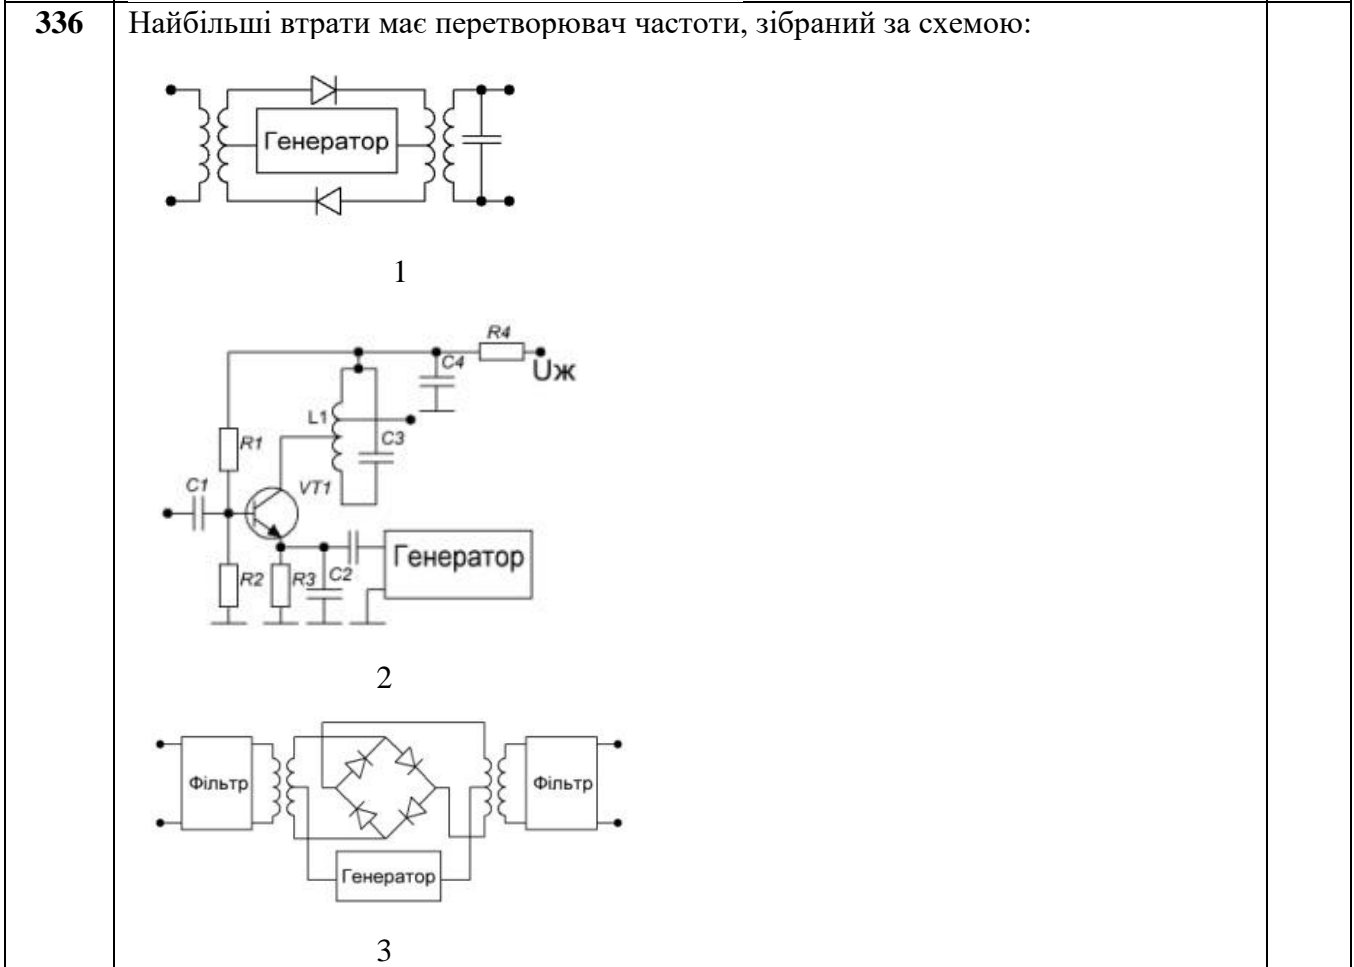 336 Найбільші втрати має перетворювач частоти, зібраний за схемою:
Генератор
1
R4
C4
Uж
L1
R1
C3
C1
VT1
Генератор
R2
R3
C2
2
Фільтр
Фільтр
Генератор
3